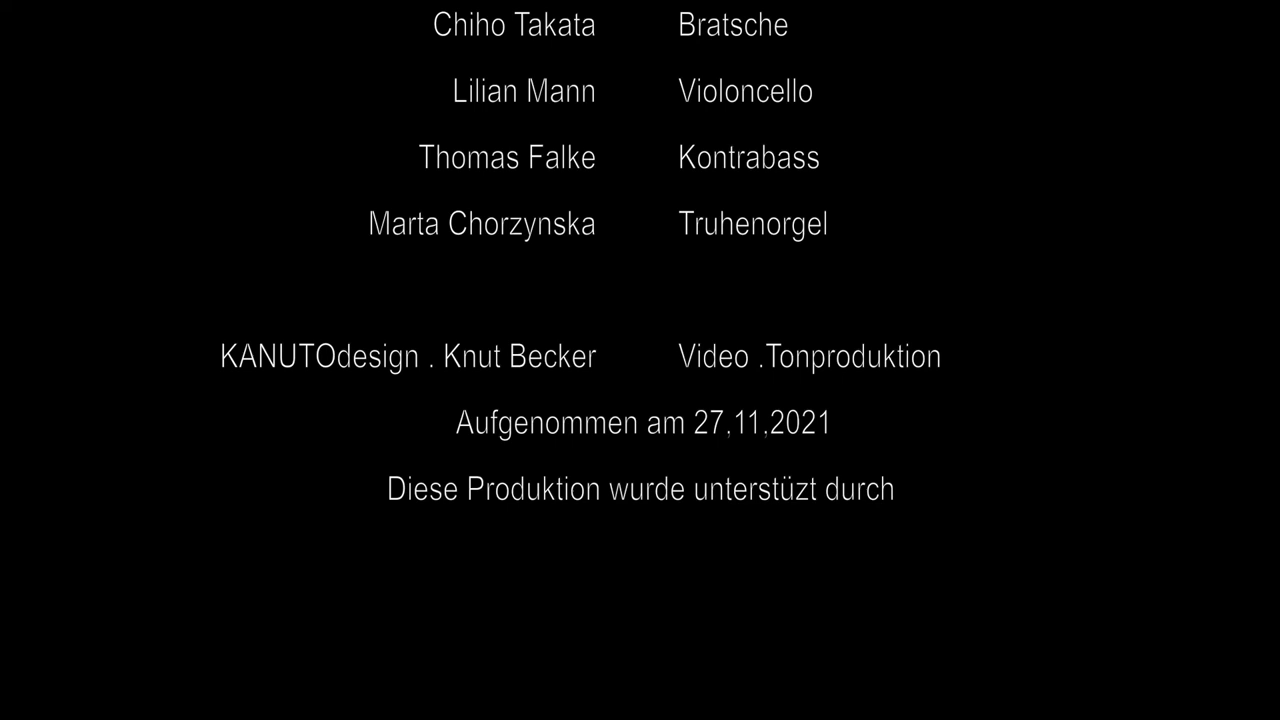 Chiho Takata Bratsche
Lilian Mann Violoncello
Thomas Falke Kontrabass
Marta Chorzynska Truhenorgel
KANUTOdesign . Knut Becker Video .Tonproduktion
Aufgenommen am 27,11,2021
Diese Produktion wurde unterstüzt durch